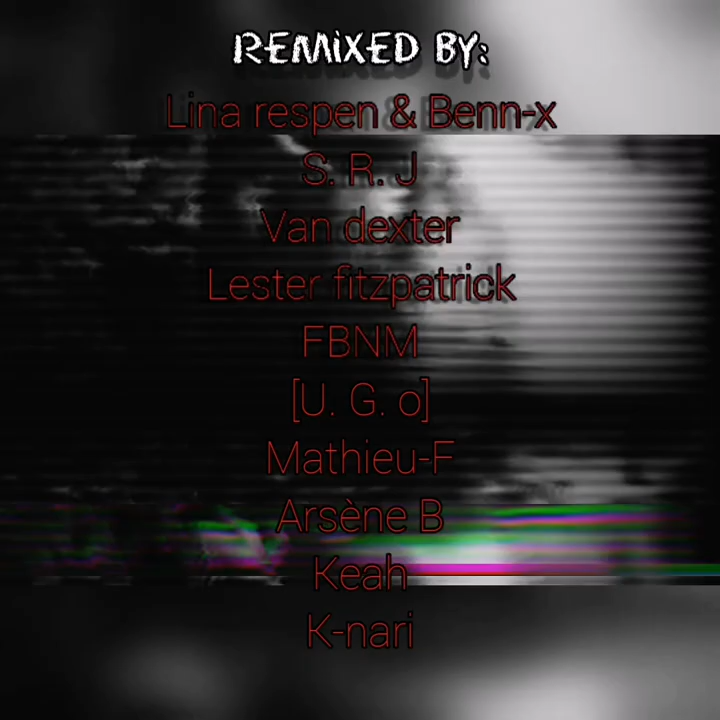 REMiXED BY:
Lina respen & Benn-x
S. R. J
Van dexter
Lester fitzpatrick
FBNM
[U. G. o]
Mathieu-F
Arsène B
Keah
K-nari